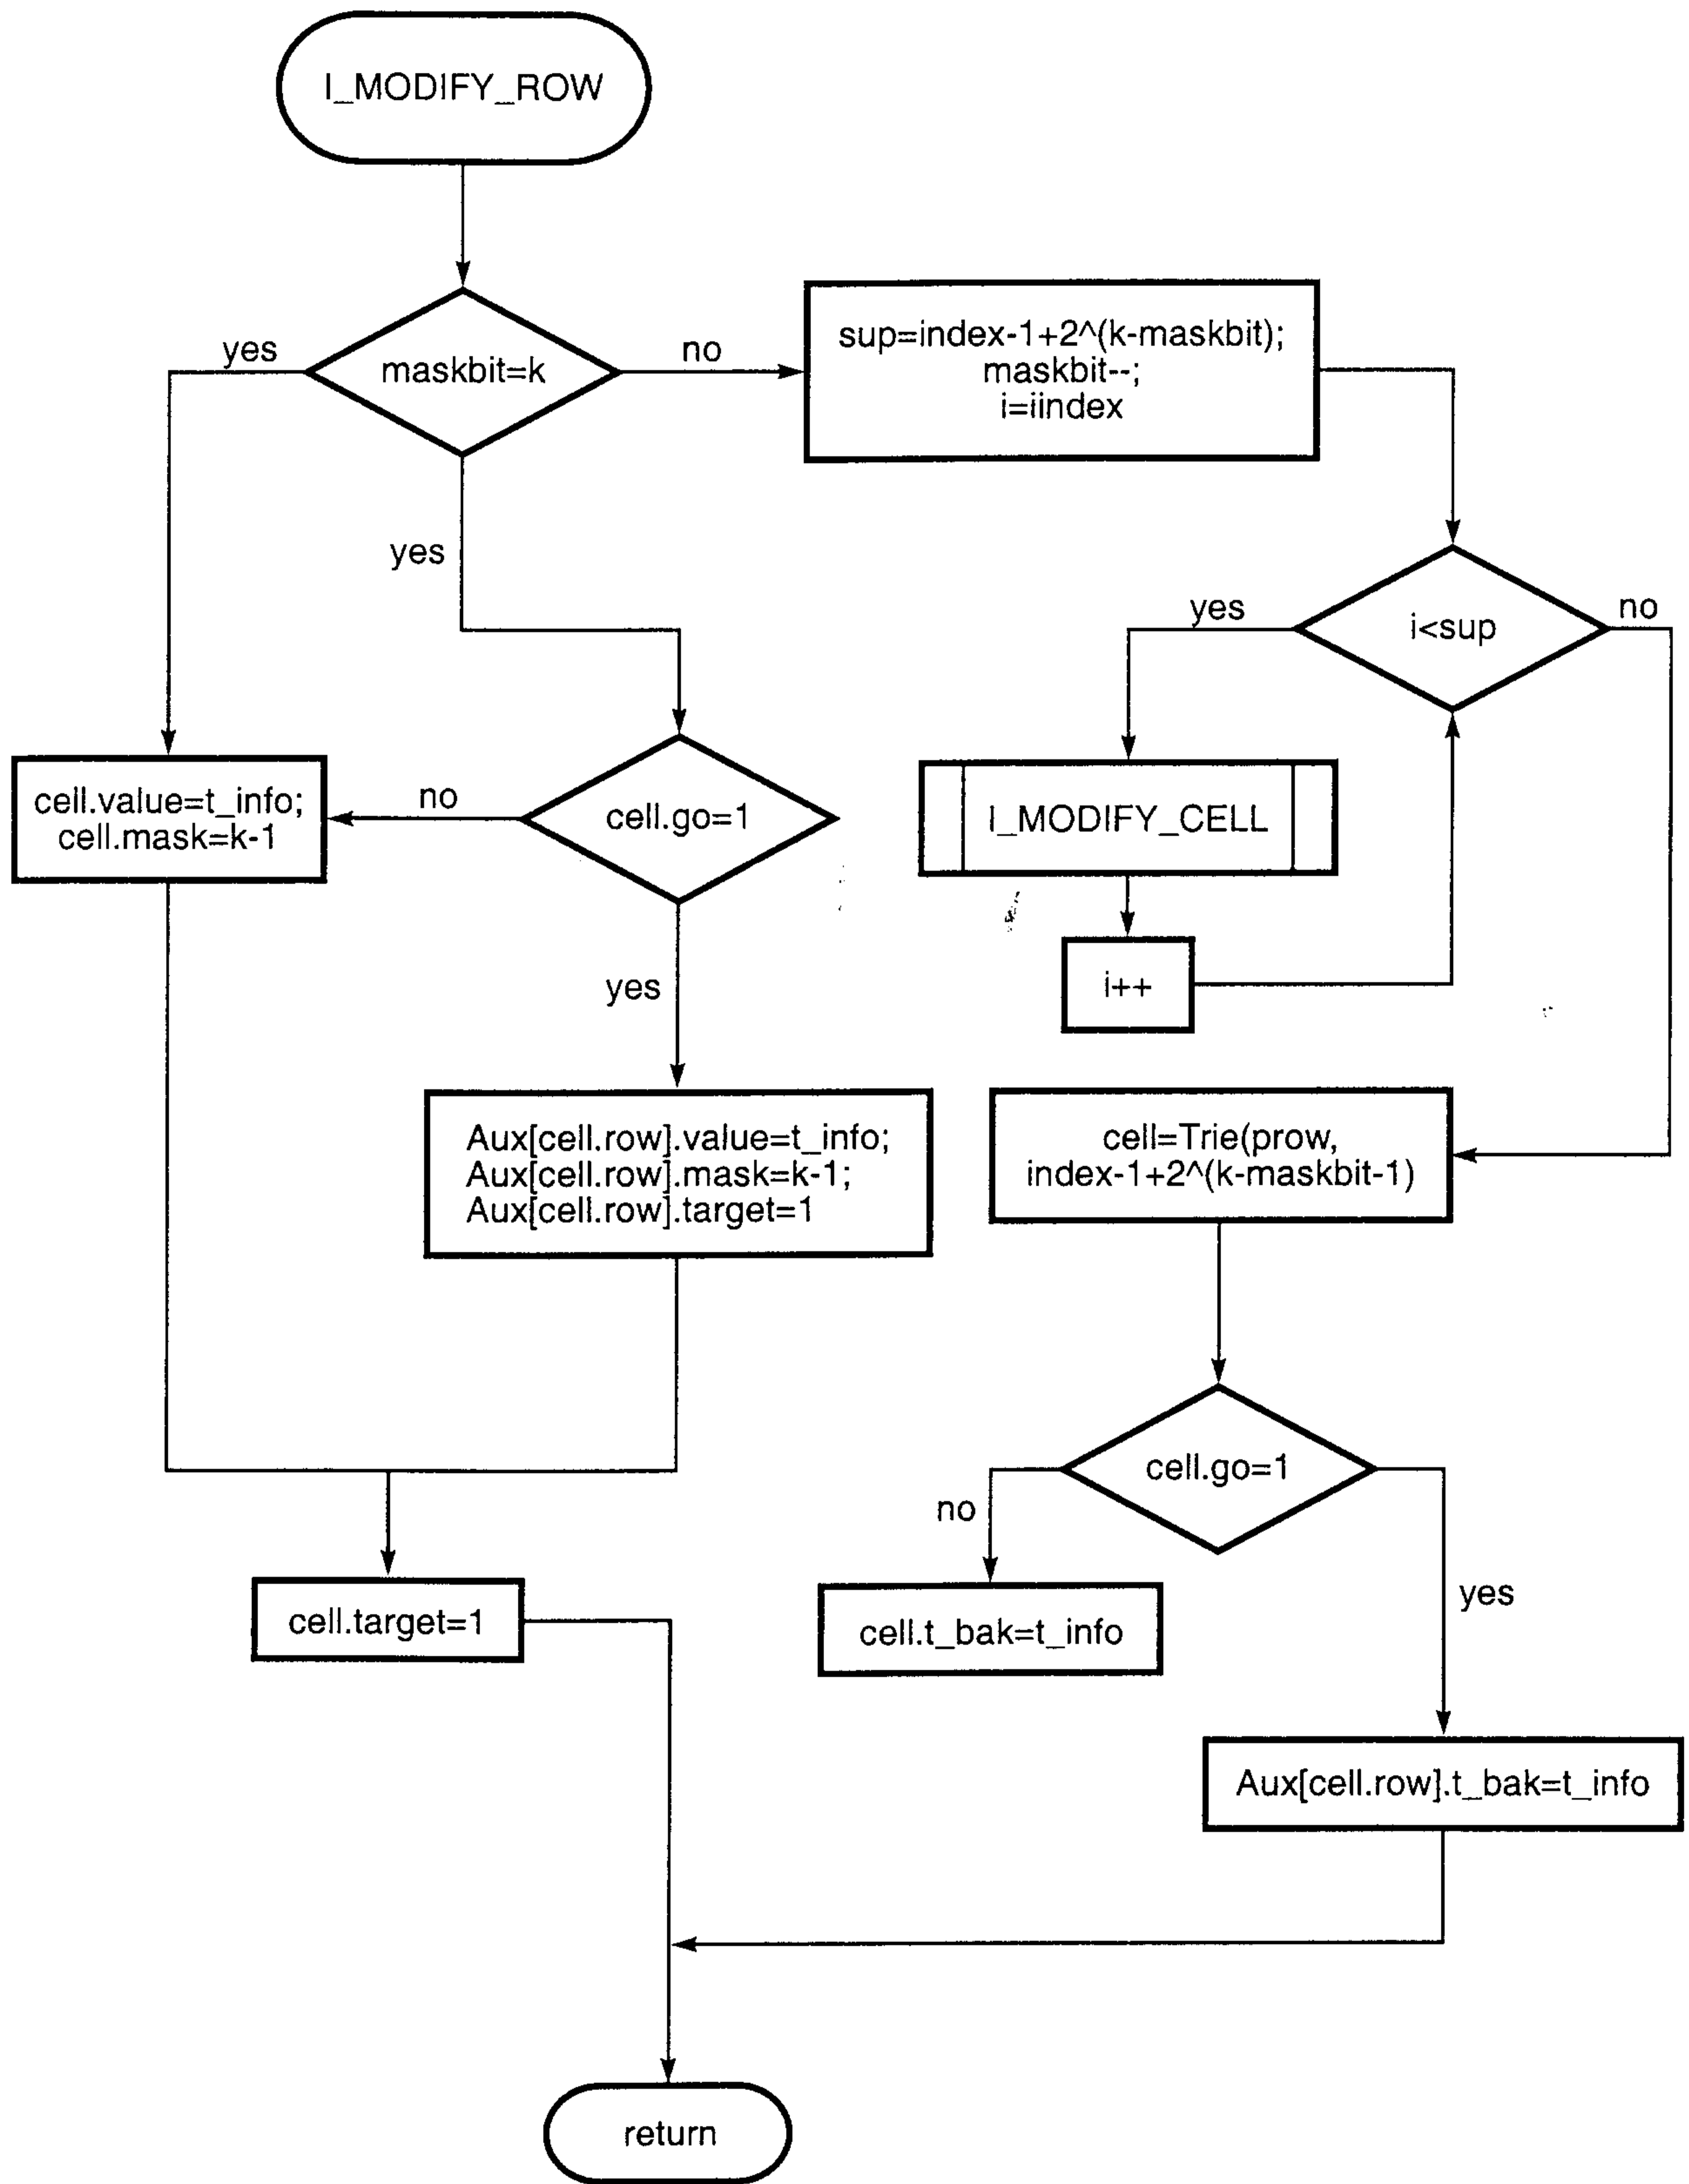 I_MODIFY_ROW
yes
maskbit=k
no
sup=index-1+2^(k-maskbit);
maskbit--;
i=iindex
yes
yes
i<sup
no
cell.value=t_info;
cell.mask=k-1
no
cell.go=1
I_MODIFY_CELL
yes
i++
Aux[cell.row].value=t_info;
Aux[cell.row].mask=k-1;
Aux[cell.row].target=1
cell=Trie(prow,
index-1+2^(k-maskbit-1)
cell.go=1
no
yes
cell.target=1
cell.t_bak=t_info
Aux[cell.row].t_bak=t_info
return